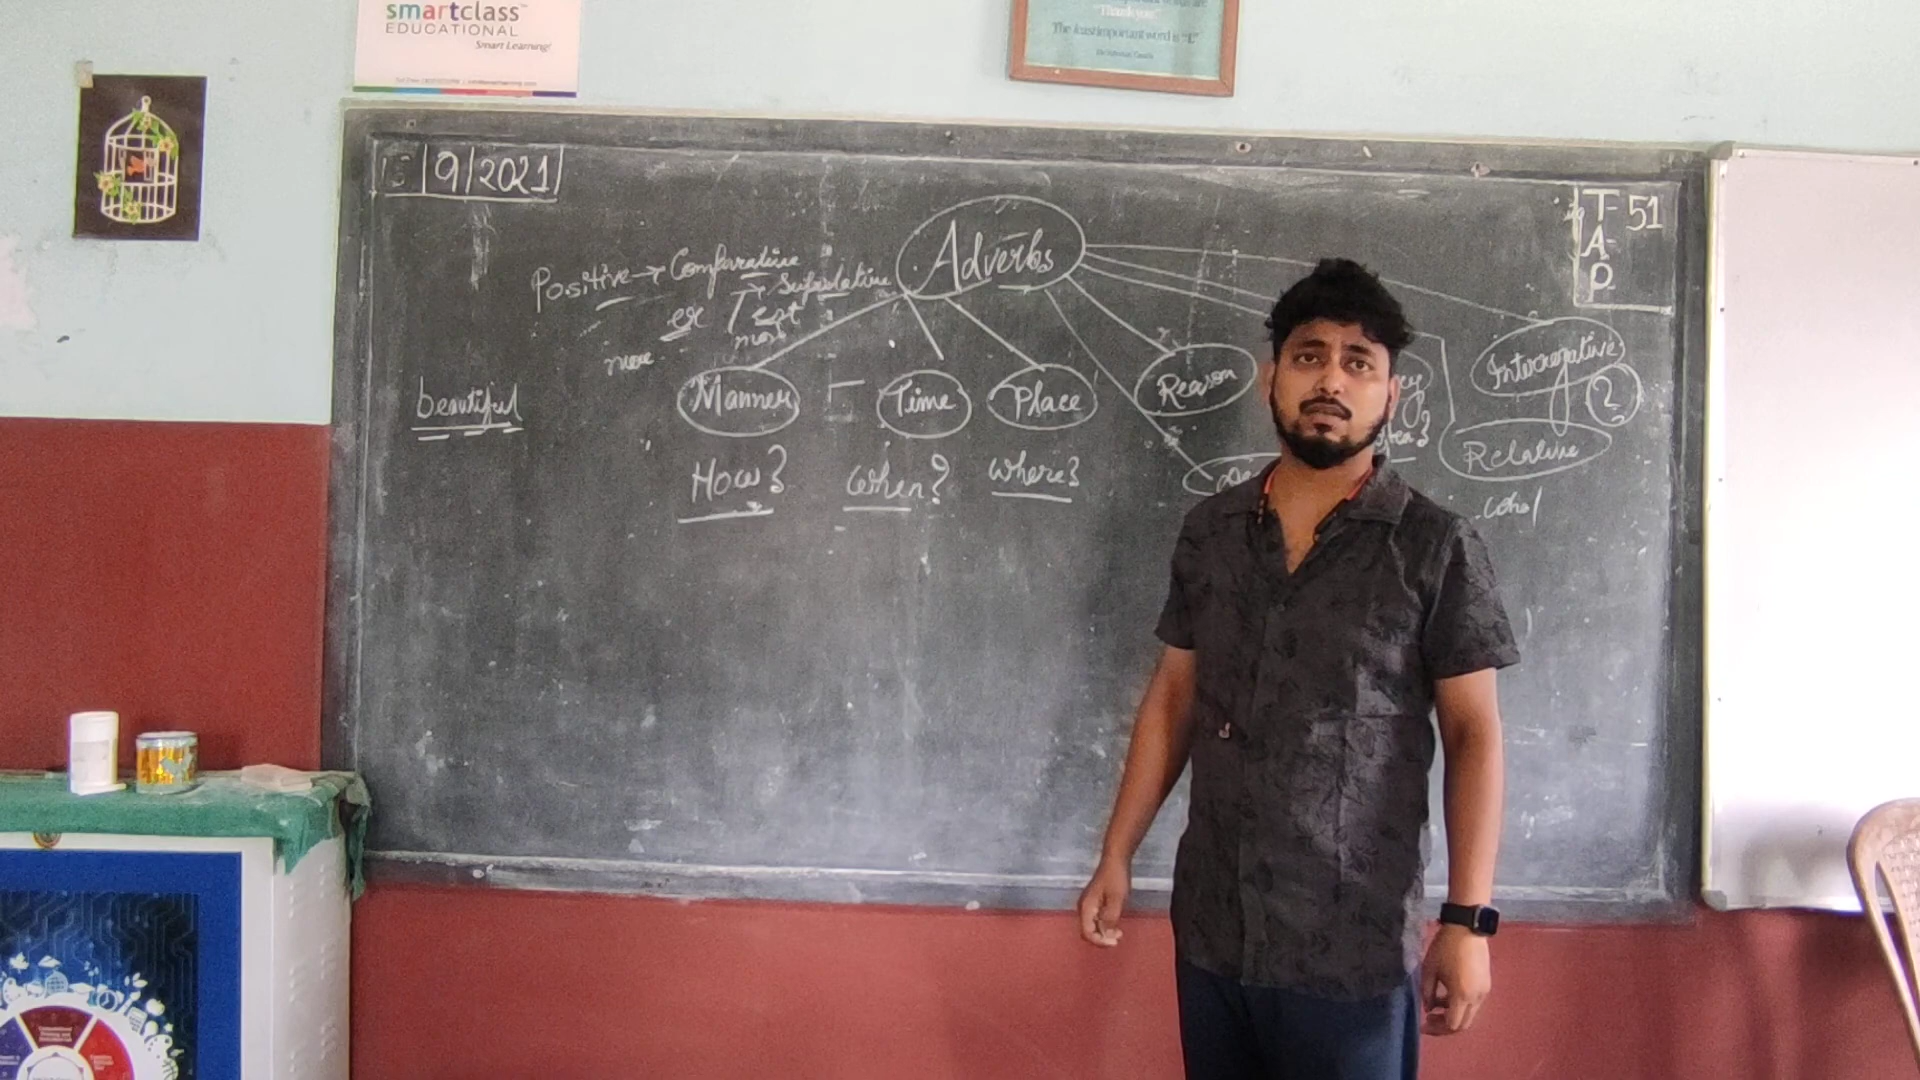 smartclass
EDUCATIONAL
Smart Learning!
"Thank you"
The least important word is "I."
9/2021
T- 51
A-
P
Adverbs
Positive → Comparative
→ Superlative
er est
more most
beautiful
Manner Time Place Reason Interrogative
?
Relative
How? When? Where?